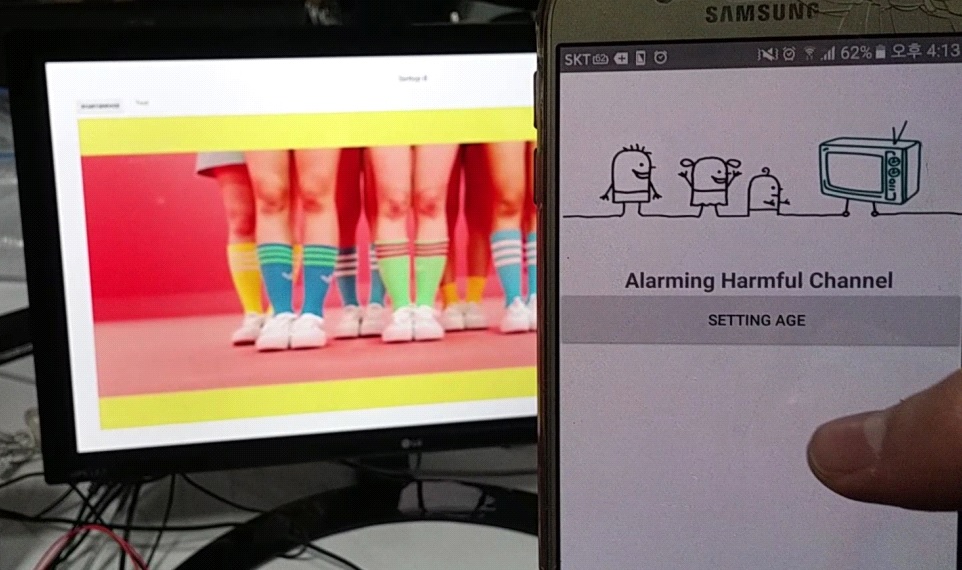 SAMSUNG
SKT 62% 오후 4:13
Alarming Harmful Channel
SETTING AGE
LG